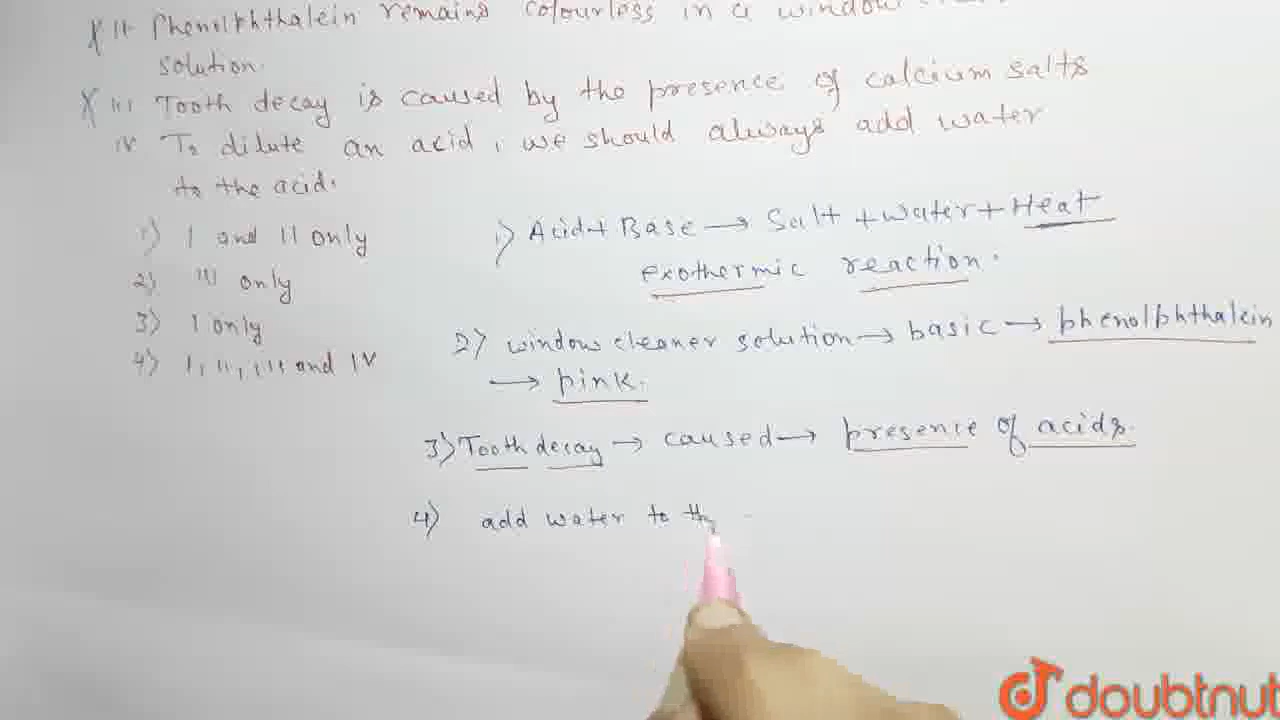 II Phenolphthalein remains colourless in a window
solution.
III Tooth decay is caused by the presence of calcium salts
IV To dilute an acid, we should always add water
to the acid.
1) I and II only
2) III only
3) I only
4) I, II, III and IV
1) Acid + Base → Salt + water + Heat
exothermic reaction.
2) window cleaner solution → basic → phenolphthalein
→ pink.
3) Tooth decay → caused → presence of acids.
4) add water to the
doubtnut